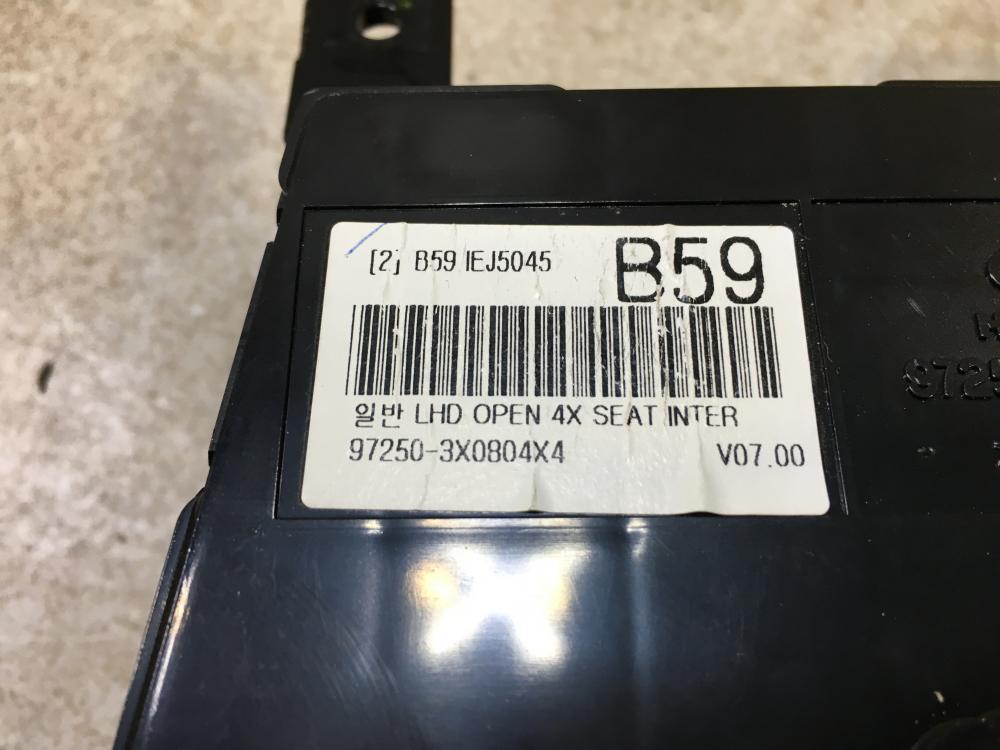 [2] B59 IEJ5045
B59
일반 LHD OPEN 4X SEAT INTER
97250-3X0804X4 V07.00